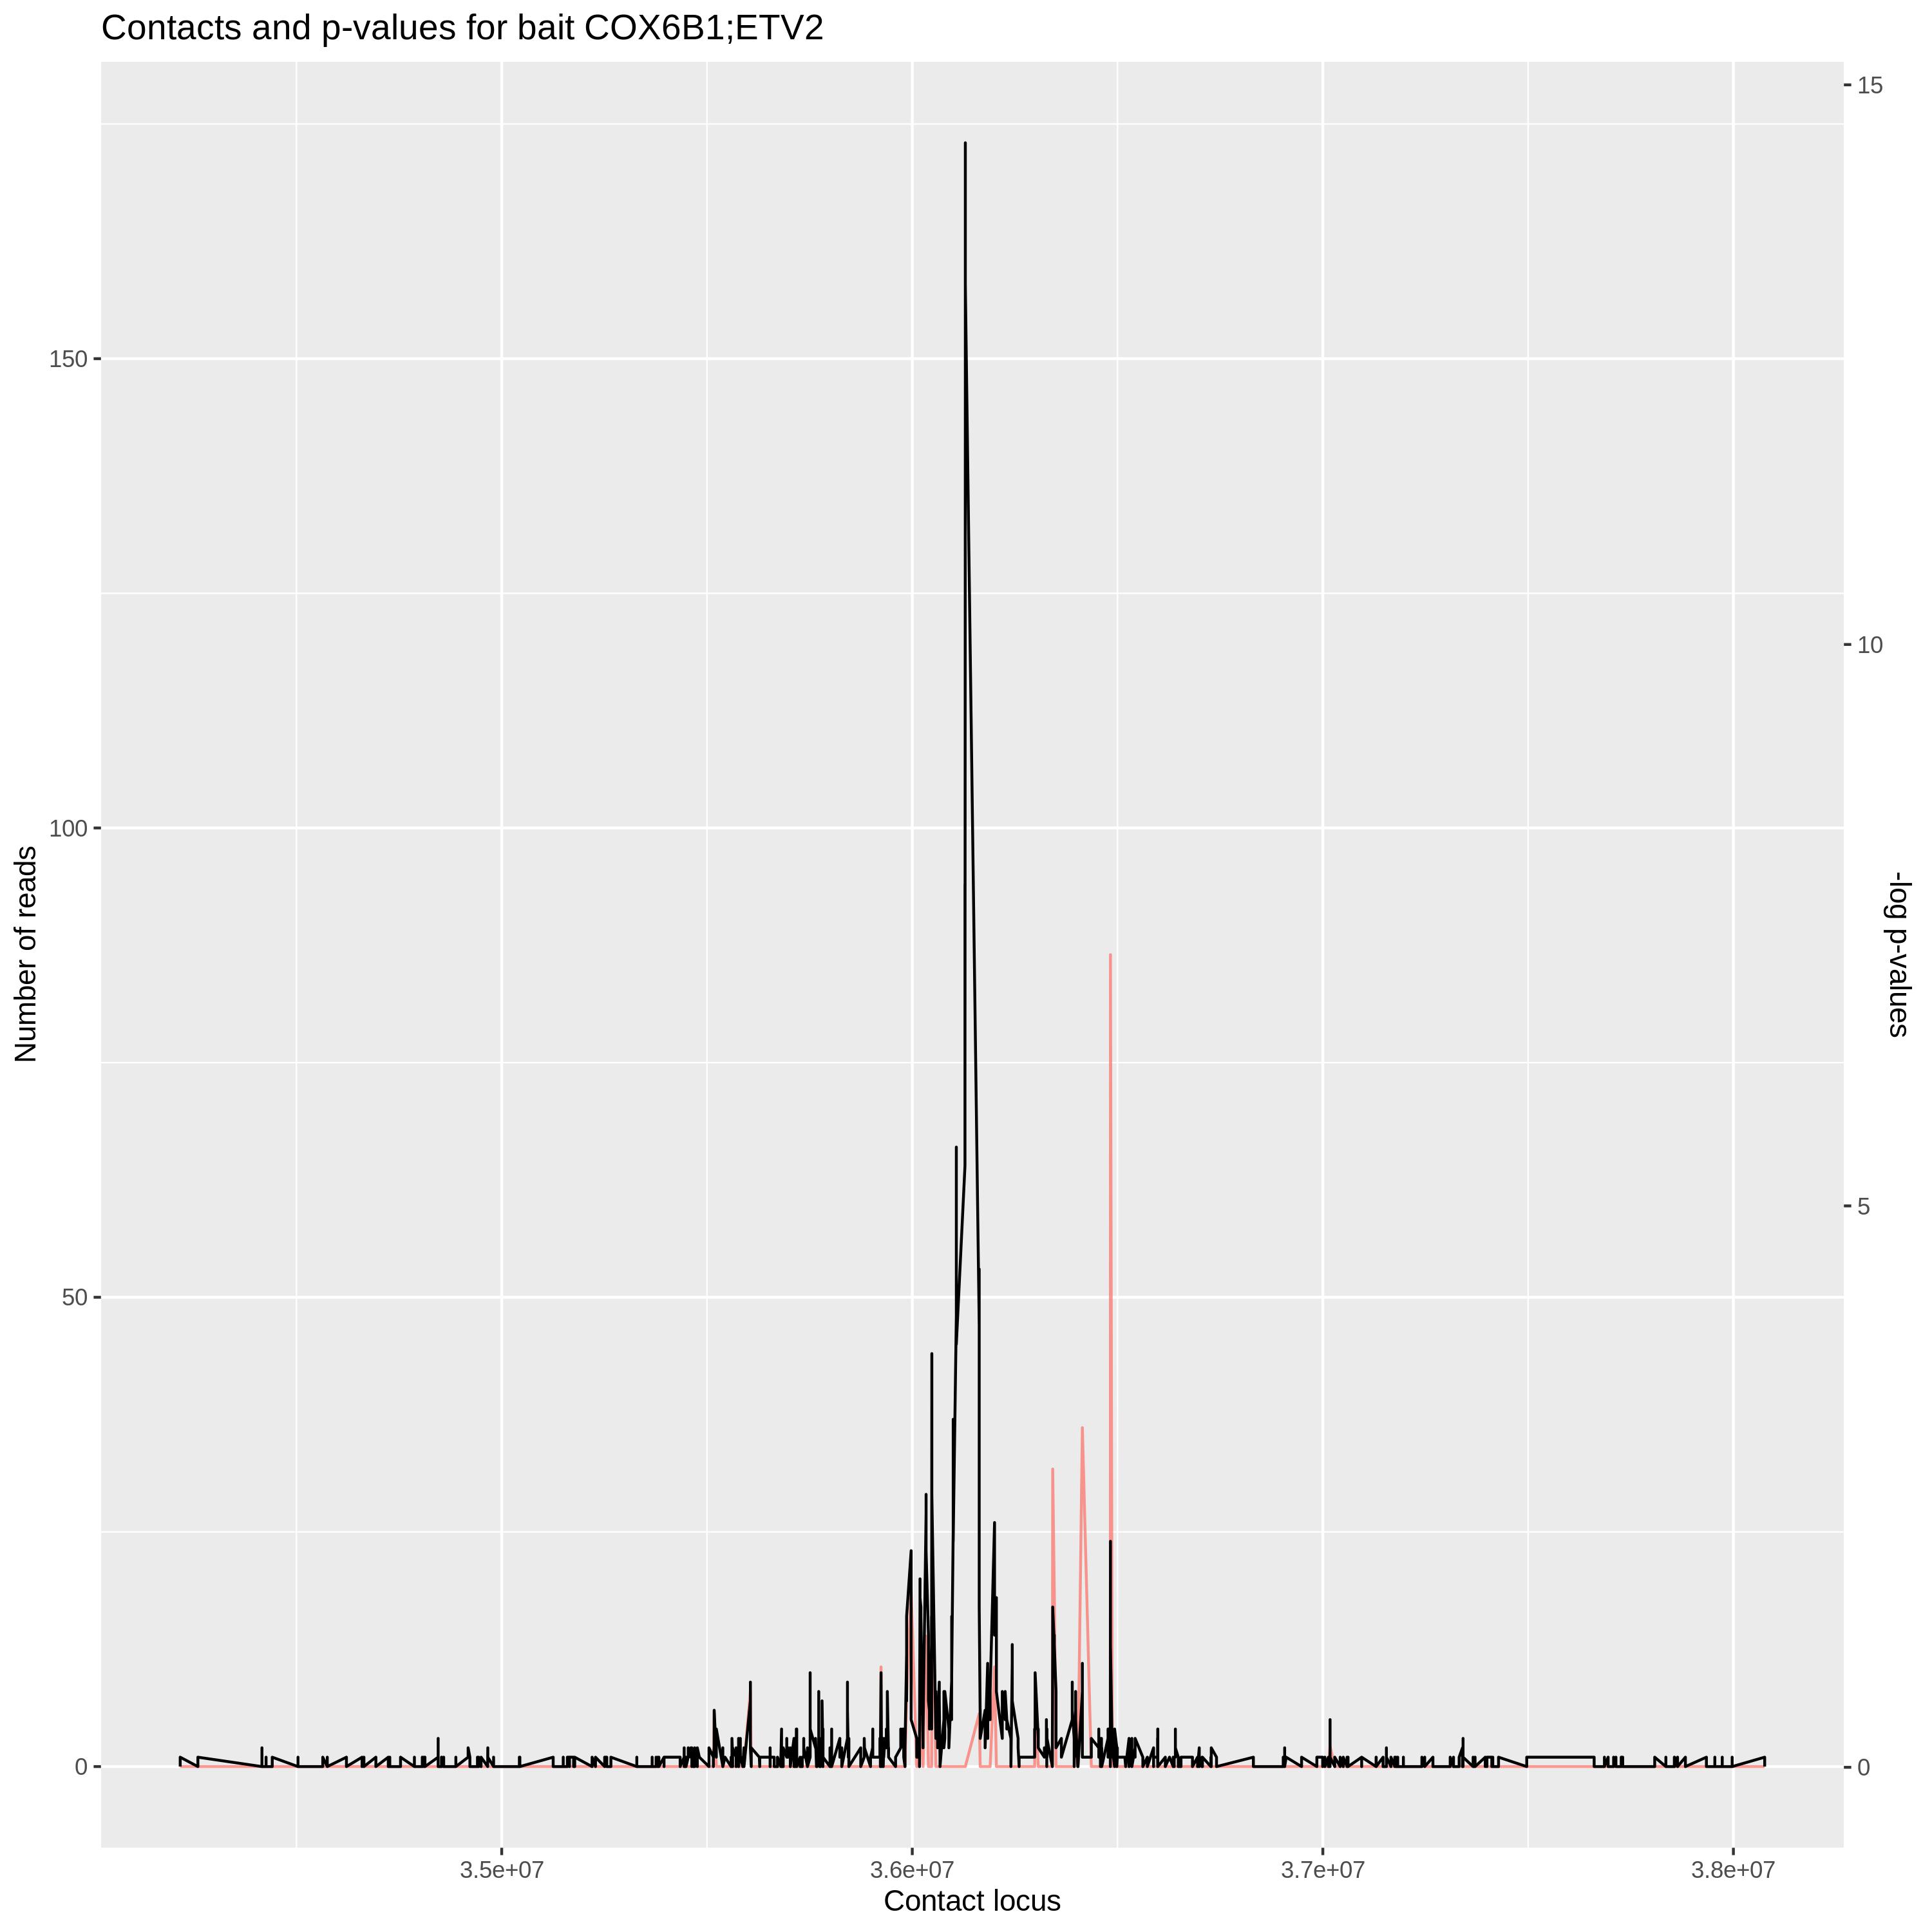 Contacts and p-values for bait COX6B1;ETV2
15
150
10
100
Number of reads
-log p-values
5
50
0
0
3.5e+07
3.6e+07
3.7e+07
3.8e+07
Contact locus